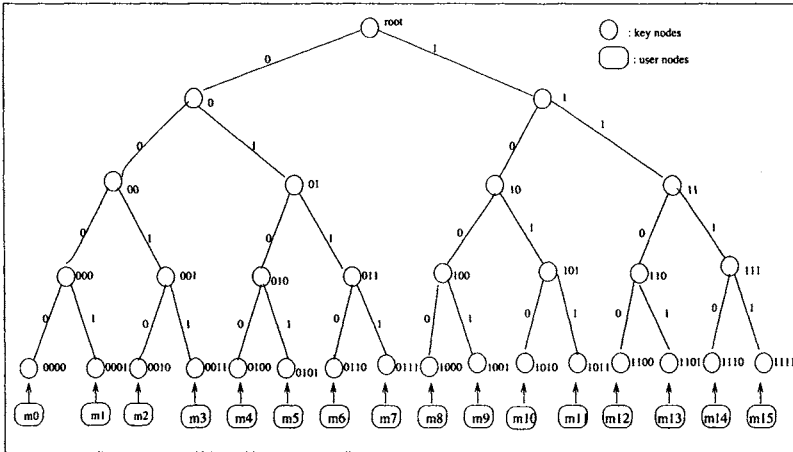 root
: key nodes
: user nodes
0 1
0 1
0 1 0 1
00 01 10 11
0 1 0 1 0 1 0 1
000 001 010 011 100 101 110 111
0 1 0 1 0 1 0 1 0 1 0 1 0 1 0 1
0000 0001 0010 0011 0100 0101 0110 0111 1000 1001 1010 1011 1100 1101 1110 1111
m0 m1 m2 m3 m4 m5 m6 m7 m8 m9 m10 m11 m12 m13 m14 m15